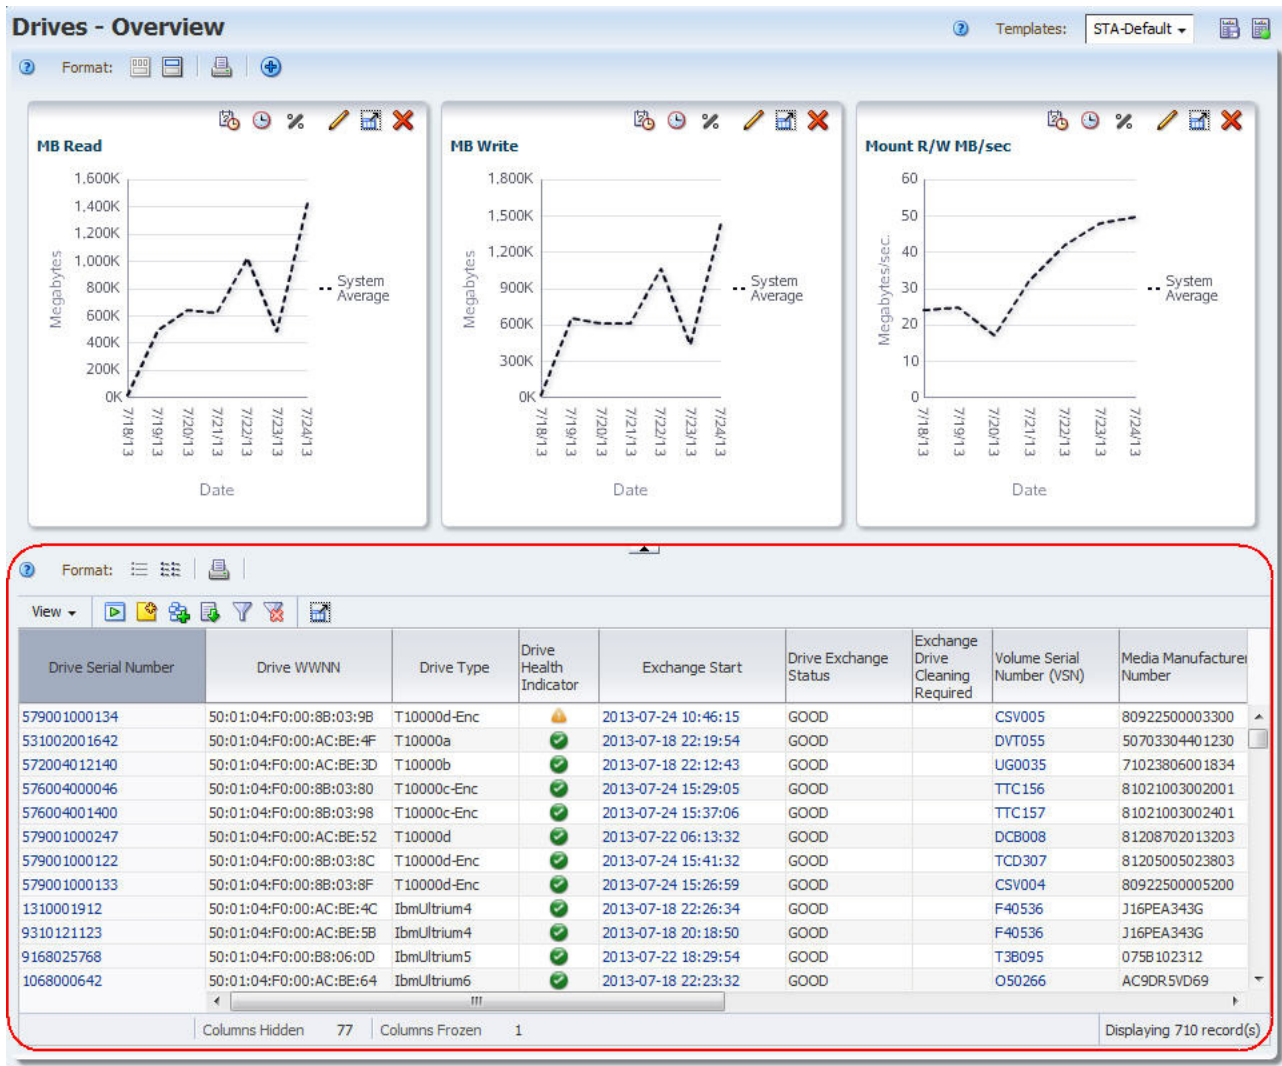 Drives - Overview
Templates: STA-Default
Format:
MB Read
1,600K
1,400K
1,200K
1,000K
800K
600K
400K
200K
0K
Megabytes
System
Average
7/18/13 7/19/13 7/20/13 7/21/13 7/22/13 7/23/13 7/24/13
Date
MB Write
1,800K
1,500K
1,200K
900K
600K
300K
0K
Megabytes
System
Average
7/18/13 7/19/13 7/20/13 7/21/13 7/22/13 7/23/13 7/24/13
Date
Mount R/W MB/sec
60
50
40
30
20
10
0
Megabytes/sec.
System
Average
7/18/13 7/19/13 7/20/13 7/21/13 7/22/13 7/23/13 7/24/13
Date
Format:
View
Drive Serial Number Drive WWNN Drive Type Drive Health Indicator Exchange Start Drive Exchange Status Exchange Drive Cleaning Required Volume Serial Number (VSN) Media Manufacturer Number
579001000134 50:01:04:F0:00:8B:03:9B T10000d-Enc 2013-07-24 10:46:15 GOOD CSV005 80922500003300
531002001642 50:01:04:F0:00:AC:BE:4F T10000a 2013-07-18 22:19:54 GOOD DVT055 50703304401230
572004012140 50:01:04:F0:00:AC:BE:3D T10000b 2013-07-18 22:12:43 GOOD UG0035 71023806001834
576004000046 50:01:04:F0:00:8B:03:80 T10000c-Enc 2013-07-24 15:29:05 GOOD TTC156 81021003002001
576004001400 50:01:04:F0:00:8B:03:98 T10000c-Enc 2013-07-24 15:37:06 GOOD TTC157 81021003002401
579001000247 50:01:04:F0:00:AC:BE:52 T10000d 2013-07-22 06:13:32 GOOD DCB008 81208702013203
579001000122 50:01:04:F0:00:8B:03:8C T10000d-Enc 2013-07-24 15:41:32 GOOD TCD307 81205005023803
579001000133 50:01:04:F0:00:8B:03:8F T10000d-Enc 2013-07-24 15:26:59 GOOD CSV004 80922500005200
1310001912 50:01:04:F0:00:AC:BE:4C IbmUltrium4 2013-07-18 22:26:34 GOOD F40536 J16PEA343G
9310121123 50:01:04:F0:00:AC:BE:5B IbmUltrium4 2013-07-18 20:18:50 GOOD F40536 J16PEA343G
9168025768 50:01:04:F0:00:B8:06:0D IbmUltrium5 2013-07-22 18:29:54 GOOD T3B095 075B102312
1068000642 50:01:04:F0:00:AC:BE:64 IbmUltrium6 2013-07-18 22:23:32 GOOD O50266 AC9DR5VD69
Columns Hidden 77 Columns Frozen 1 Displaying 710 record(s)